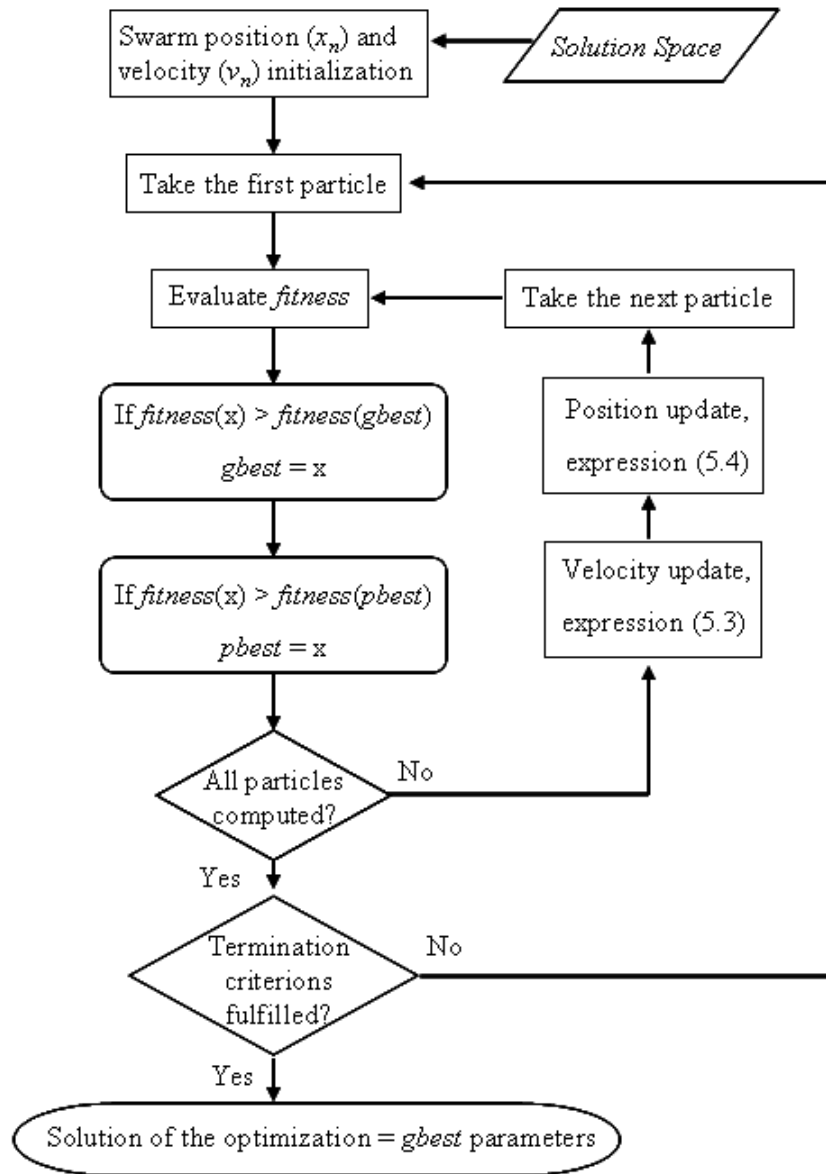 Swarm position (xn) and
velocity (vn) initialization
Solution Space
Take the first particle
Evaluate fitness
Take the next particle
If fitness(x) > fitness(gbest)
gbest = x
Position update,
expression (5.4)
If fitness(x) > fitness(pbest)
pbest = x
Velocity update,
expression (5.3)
All particles
computed?
No
Yes
Termination
criterions
fulfilled?
No
Yes
Solution of the optimization = gbest parameters